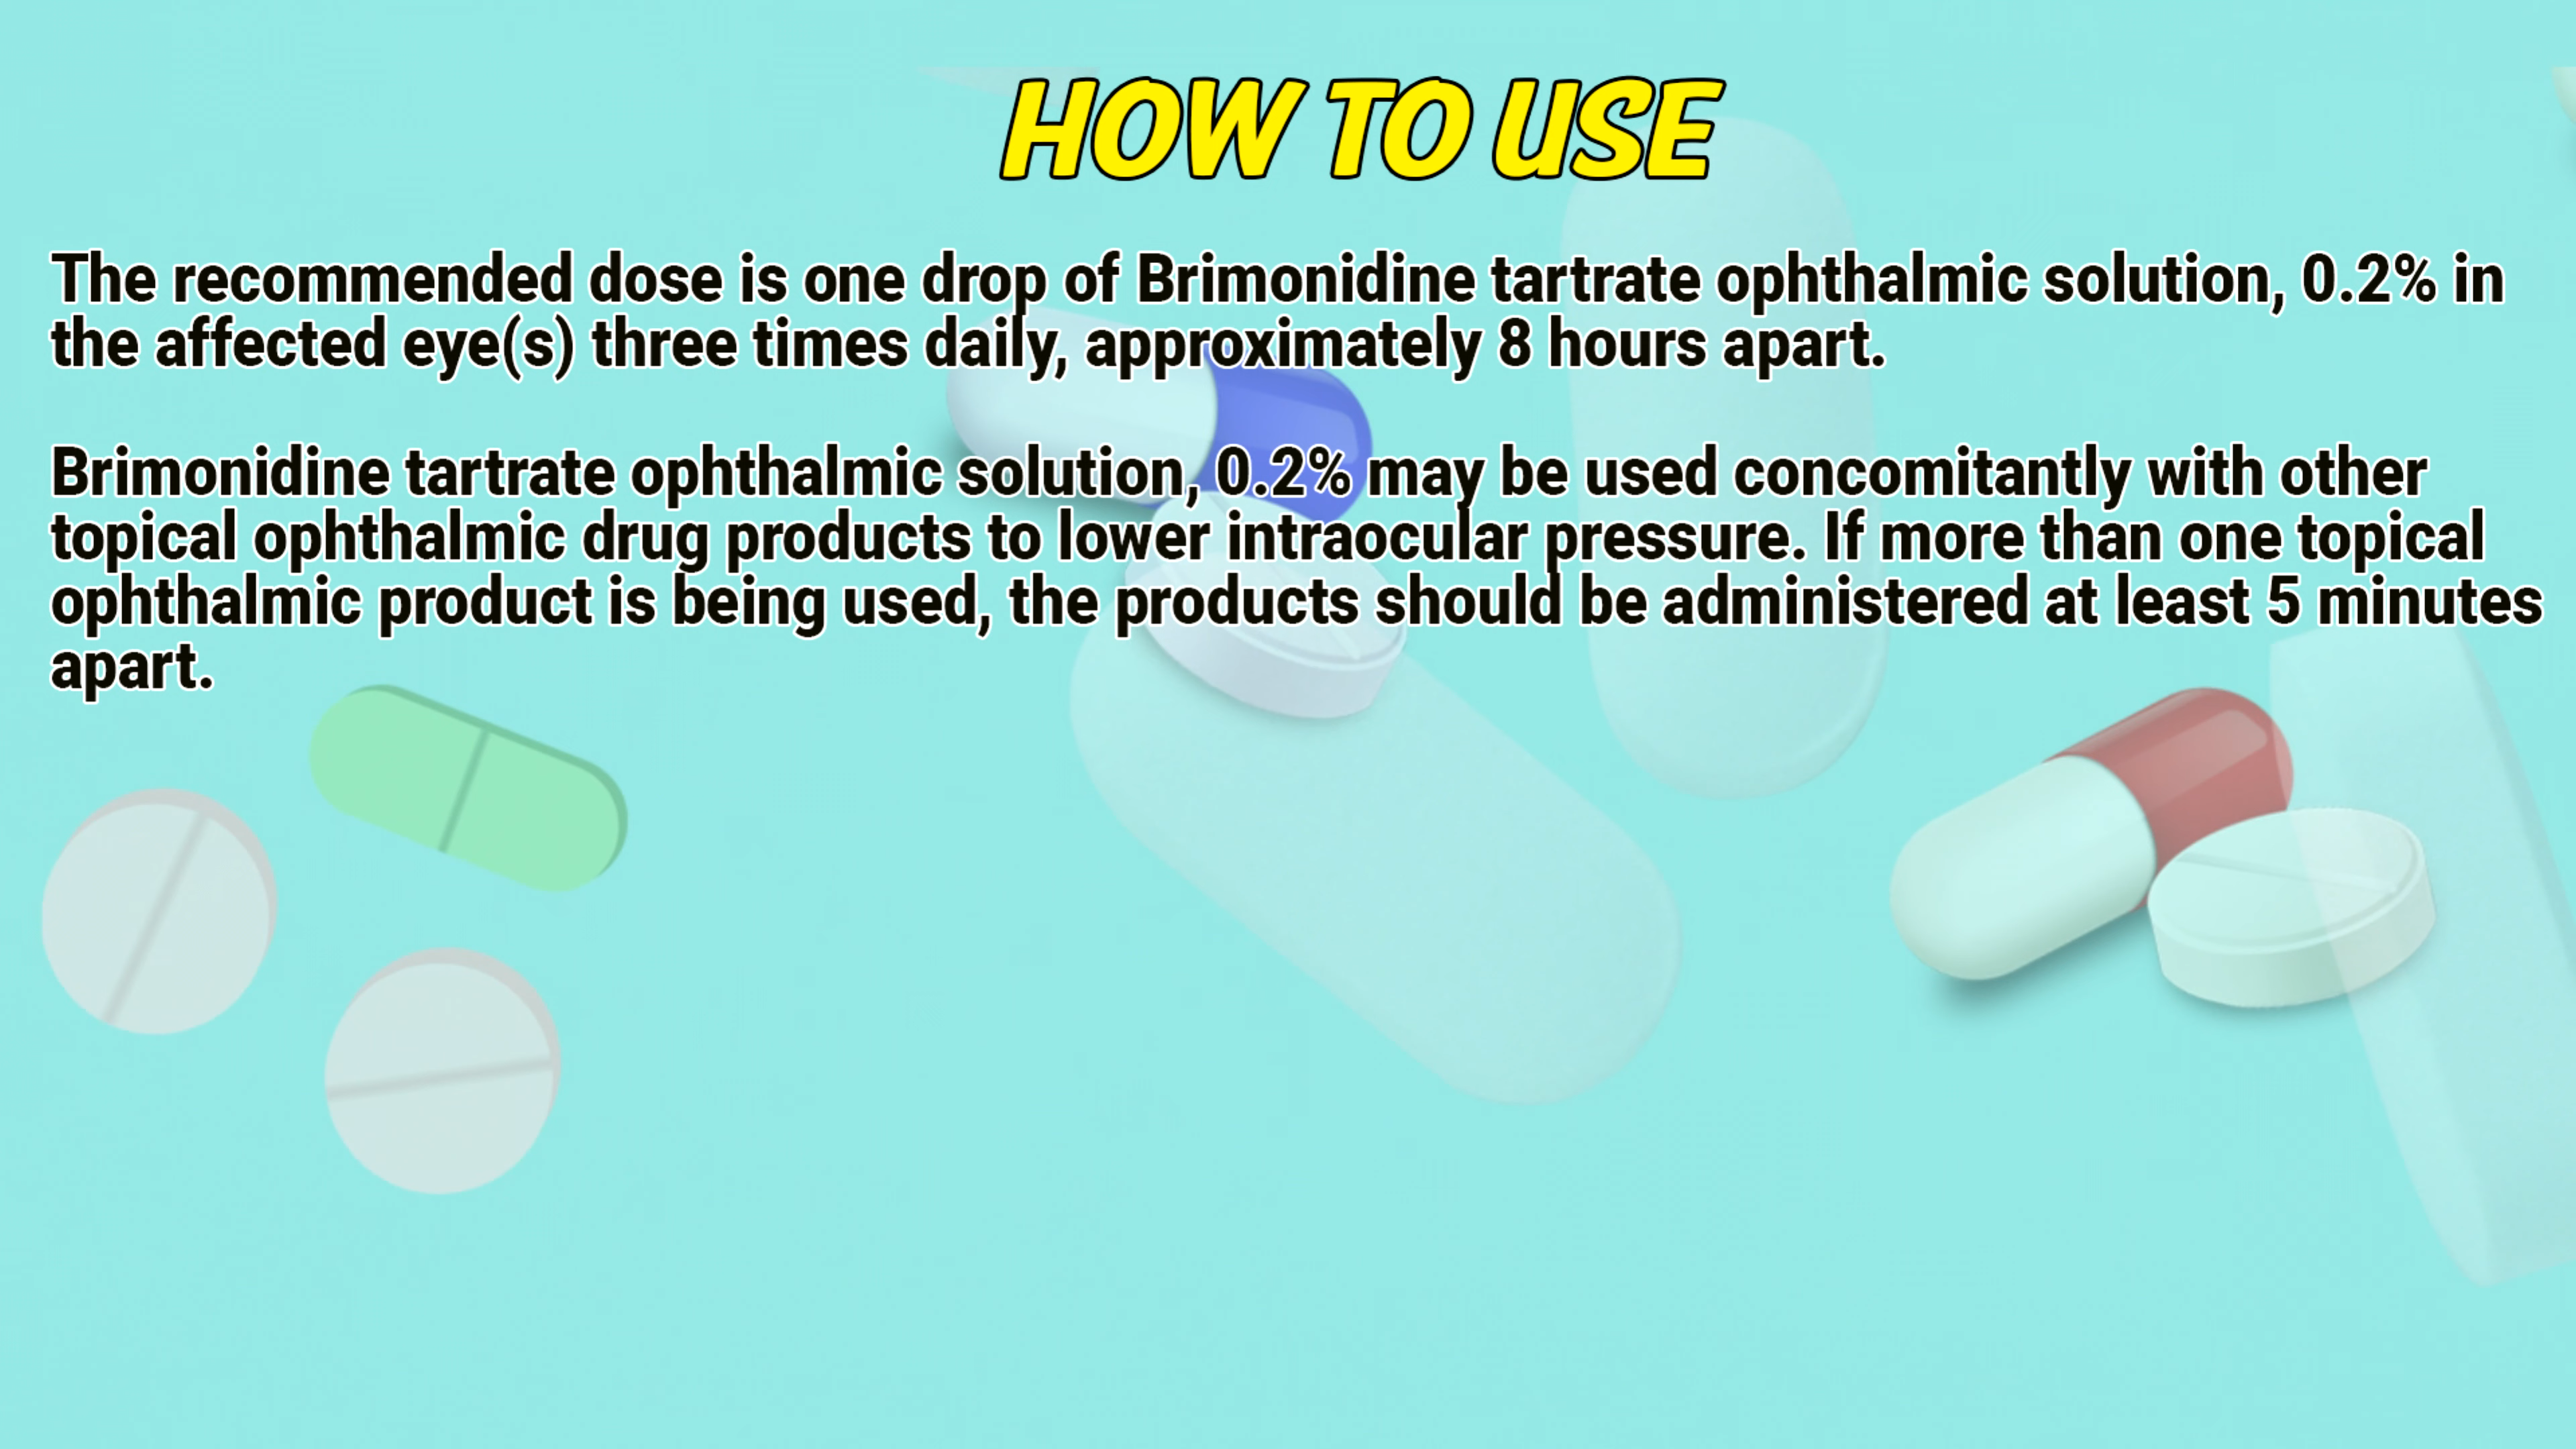 HOW TO USE
The recommended dose is one drop of Brimonidine tartrate ophthalmic solution, 0.2% in
the affected eye(s) three times daily, approximately 8 hours apart.
Brimonidine tartrate ophthalmic solution, 0.2% may be used concomitantly with other
topical ophthalmic drug products to lower intraocular pressure. If more than one topical
ophthalmic product is being used, the products should be administered at least 5 minutes
apart.